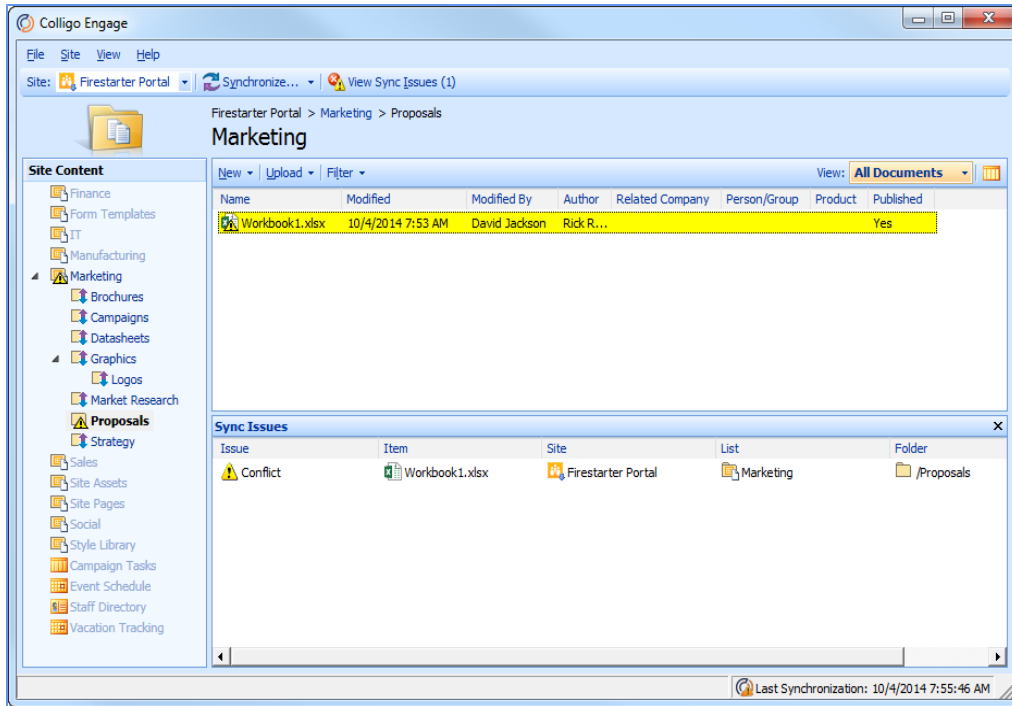 Colligo Engage
File Site View Help
Site: Firestarter Portal Synchronize... View Sync Issues (1)
Firestarter Portal > Marketing > Proposals
Marketing
Site Content
Finance
Form Templates
IT
Manufacturing
Marketing
Brochures
Campaigns
Datasheets
Graphics
Logos
Market Research
Proposals
Strategy
Sales
Site Assets
Site Pages
Social
Style Library
Campaign Tasks
Event Schedule
Staff Directory
Vacation Tracking
New Upload Filter View: All Documents
Name Modified Modified By Author Related Company Person/Group Product Published
Workbook1.xlsx 10/4/2014 7:53 AM David Jackson Rick R... Yes
Sync Issues
Issue Item Site List Folder
Conflict Workbook1.xlsx Firestarter Portal Marketing /Proposals
Last Synchronization: 10/4/2014 7:55:46 AM